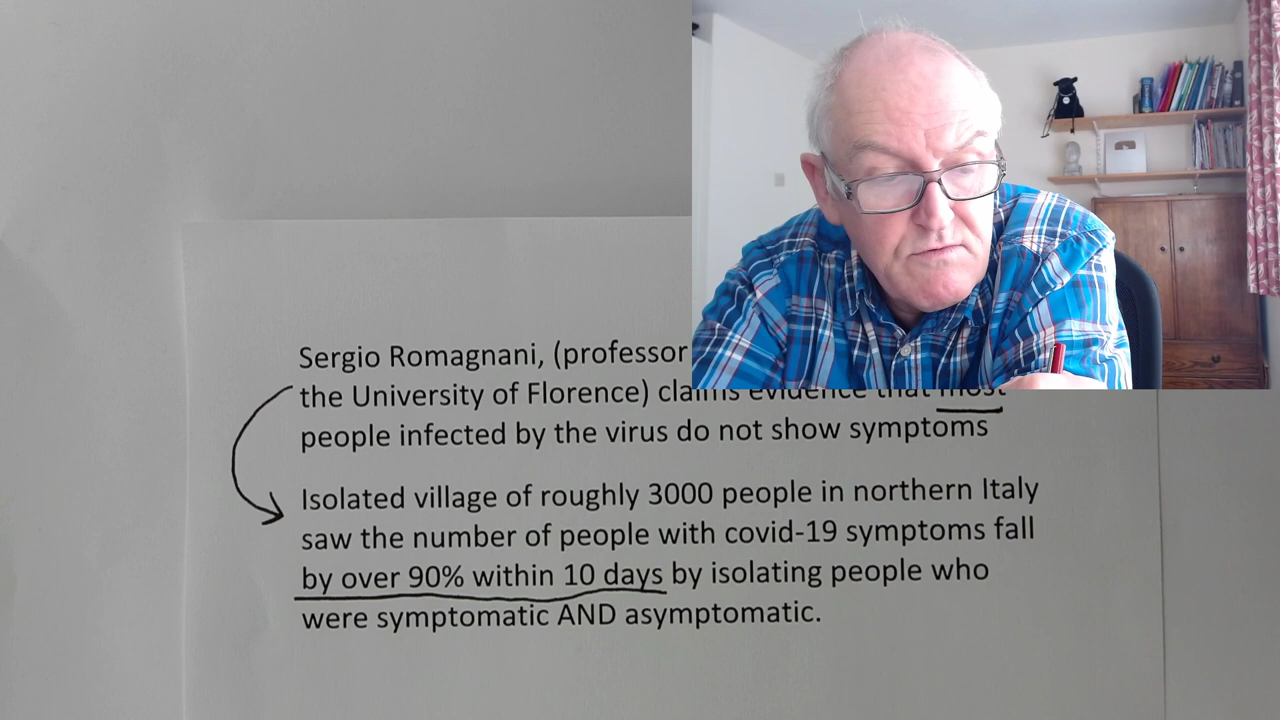 Sergio Romagnani, (professor
the University of Florence) claims evidence that most
people infected by the virus do not show symptoms
Isolated village of roughly 3000 people in northern Italy
saw the number of people with covid-19 symptoms fall
by over 90% within 10 days by isolating people who
were symptomatic AND asymptomatic.